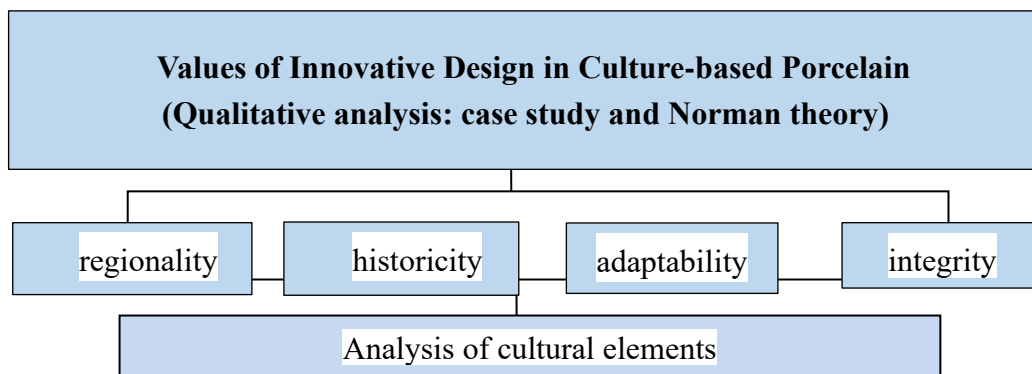 Values of Innovative Design in Culture-based Porcelain
(Qualitative analysis: case study and Norman theory)
regionality
historicity
adaptability
integrity
Analysis of cultural elements